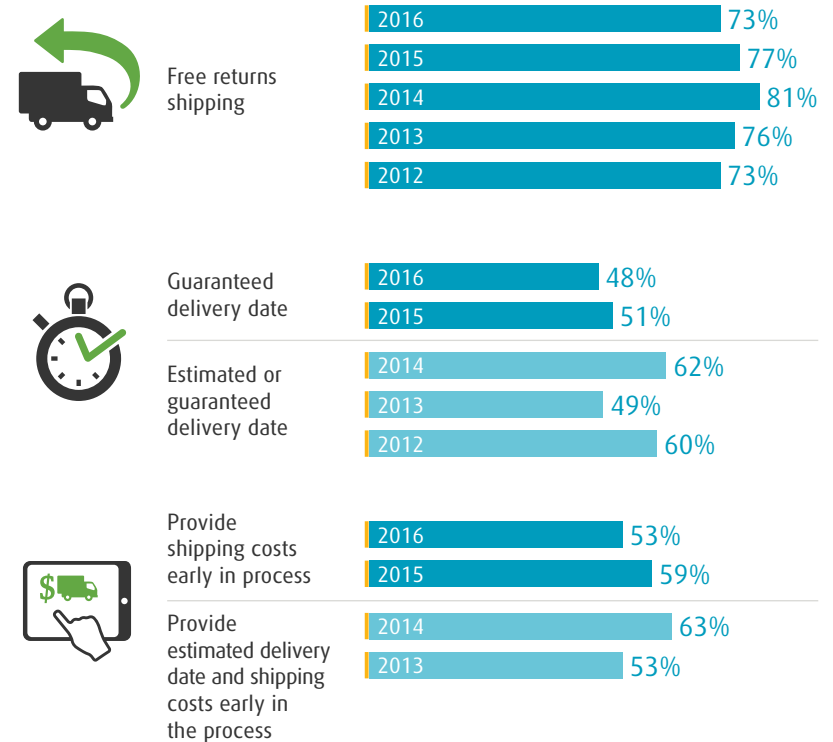 Free returns
shipping
2016 73%
2015 77%
2014 81%
2013 76%
2012 73%
Guaranteed
delivery date
2016 48%
2015 51%
Estimated or
guaranteed
delivery date
2014 62%
2013 49%
2012 60%
$
Provide
shipping costs
early in process
2016 53%
2015 59%
Provide
estimated delivery
date and shipping
costs early in
the process
2014 63%
2013 53%